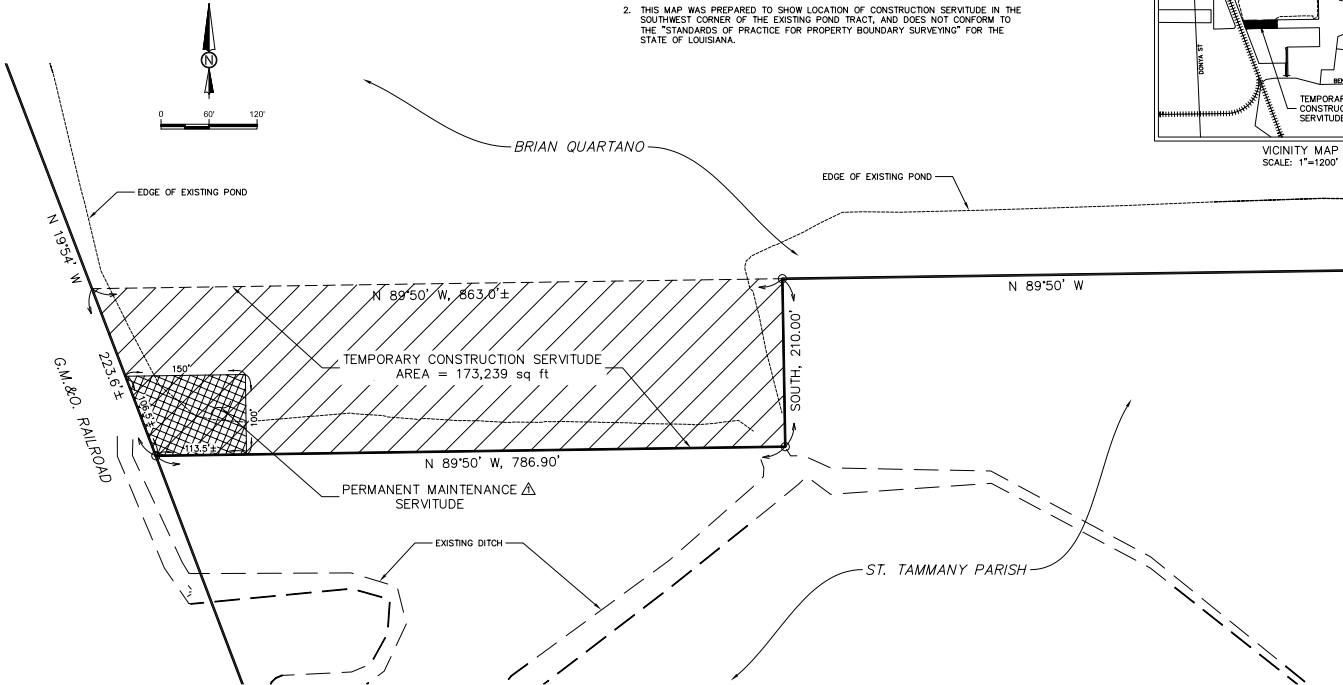 2. THIS MAP WAS PREPARED TO SHOW LOCATION OF CONSTRUCTION SERVITUDE IN THE
SOUTHWEST CORNER OF THE EXISTING POND TRACT, AND DOES NOT CONFORM TO
THE "STANDARDS OF PRACTICE FOR PROPERTY BOUNDARY SURVEYING" FOR THE
STATE OF LOUISIANA.
N
0 60' 120'
DONYA ST
TEMPORAR
CONSTRUC
SERVITUDE
VICINITY MAP
SCALE: 1"=1200'
BRIAN QUARTANO
EDGE OF EXISTING POND
EDGE OF EXISTING POND
N 19°54' W
N 89°50' W, 863.0'±
N 89°50' W
SOUTH, 210.00'
TEMPORARY CONSTRUCTION SERVITUDE
AREA = 173,239 sq ft
223.6'±
150'
106.5'±
100'
113.5'±
G.M.&O. RAILROAD
N 89°50' W, 786.90'
PERMANENT MAINTENANCE 1
SERVITUDE
EXISTING DITCH
ST. TAMMANY PARISH